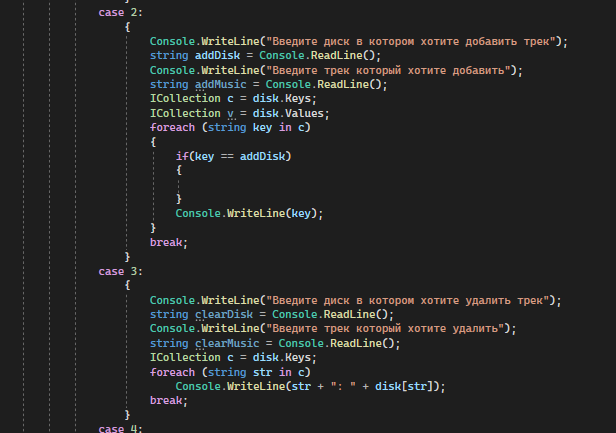 case 2:
{
Console.WriteLine("Введите диск в котором хотите добавить трек");
string addDisk = Console.ReadLine();
Console.WriteLine("Введите трек который хотите добавить");
string addMusic = Console.ReadLine();
ICollection c = disk.Keys;
ICollection v = disk.Values;
foreach (string key in c)
{
if(key == addDisk)
{
}
Console.WriteLine(key);
}
break;
}
case 3:
{
Console.WriteLine("Введите диск в котором хотите удалить трек");
string clearDisk = Console.ReadLine();
Console.WriteLine("Введите трек который хотите удалить");
string clearMusic = Console.ReadLine();
ICollection c = disk.Keys;
foreach (string str in c)
Console.WriteLine(str + ": " + disk[str]);
break;
}
case 4: